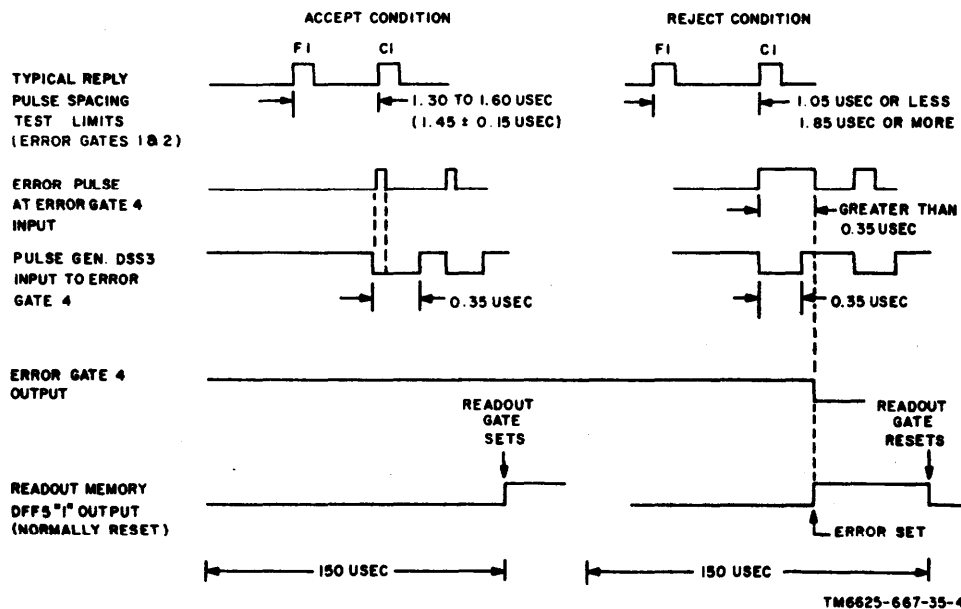 ACCEPT CONDITION
REJECT CONDITION
F1 C1
F1 C1
TYPICAL REPLY
PULSE SPACING
TEST LIMITS
(ERROR GATES 1 & 2)
1.30 TO 1.60 USEC
(1.45 ± 0.15 USEC)
1.05 USEC OR LESS
1.85 USEC OR MORE
ERROR PULSE
AT ERROR GATE 4
INPUT
GREATER THAN
0.35 USEC
PULSE GEN. DSS3
INPUT TO ERROR
GATE 4
0.35 USEC
0.35 USEC
ERROR GATE 4
OUTPUT
READOUT
GATE
SETS
READOUT
GATE
RESETS
READOUT MEMORY
DFF5 "1" OUTPUT
(NORMALLY RESET)
ERROR SET
150 USEC
150 USEC
TM6625-667-35-4